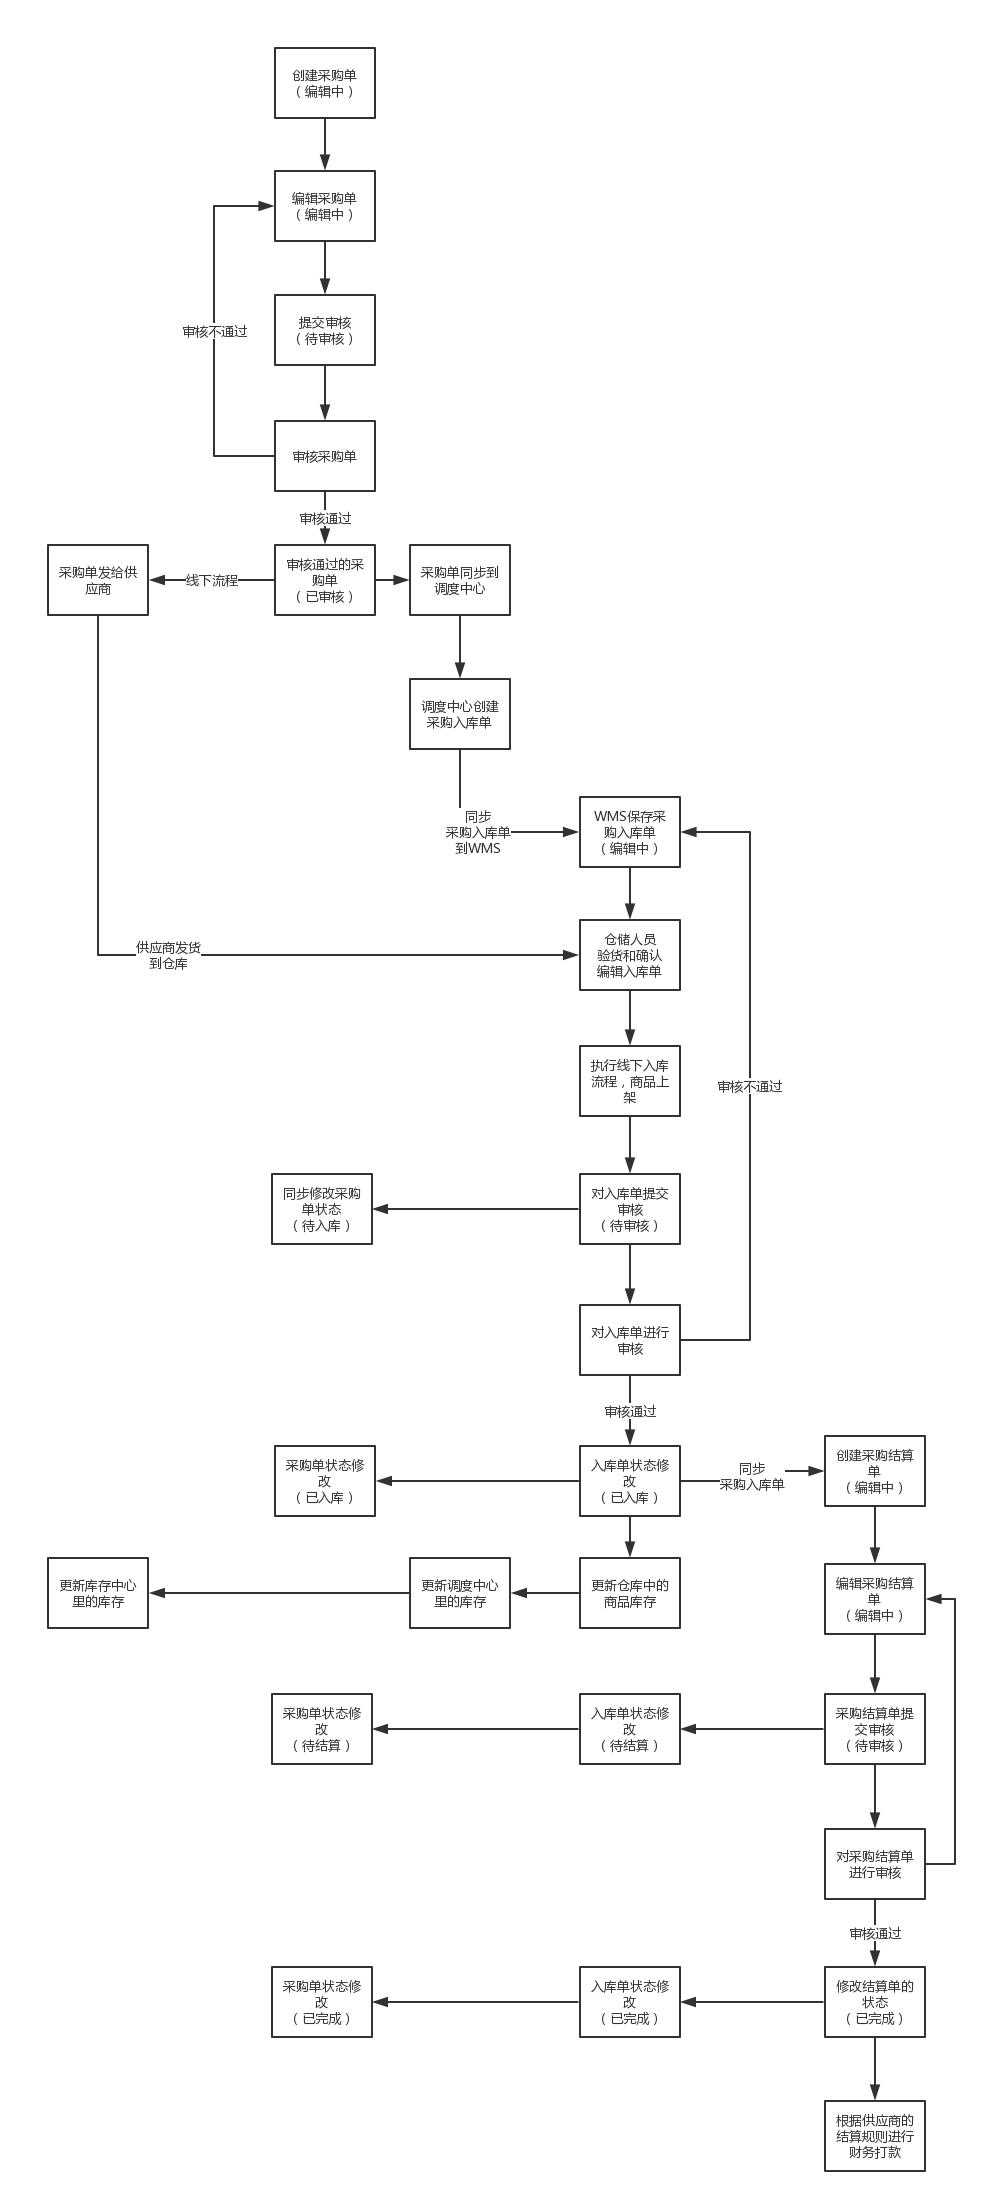 创建采购单
（编辑中）
编辑采购单
（编辑中）
审核不通过
提交审核
（待审核）
审核采购单
审核通过
采购单发给供
应商
线下流程
审核通过的采
购单
（已审核）
采购单同步到
调度中心
调度中心创建
采购入库单
同步
采购入库单
到WMS
WMS保存采
购入库单
（编辑中）
供应商发货
到仓库
仓储人员
验货和确认
编辑入库单
执行线下入库
流程，商品上
架
审核不通过
同步修改采购
单状态
（待入库）
对入库单提交
审核
（待审核）
对入库单进行
审核
审核通过
采购单状态修
改
（已入库）
入库单状态修
改
（已入库）
同步
采购入库单
创建采购结算
单
（编辑中）
更新库存中心
里的库存
更新调度中心
里的库存
更新仓库中的
商品库存
编辑采购结算
单
（编辑中）
采购单状态修
改
（待结算）
入库单状态修
改
（待结算）
采购结算单提
交审核
（待审核）
对采购结算单
进行审核
审核通过
采购单状态修
改
（已完成）
入库单状态修
改
（已完成）
修改结算单的
状态
（已完成）
根据供应商的
结算规则进行
财务打款